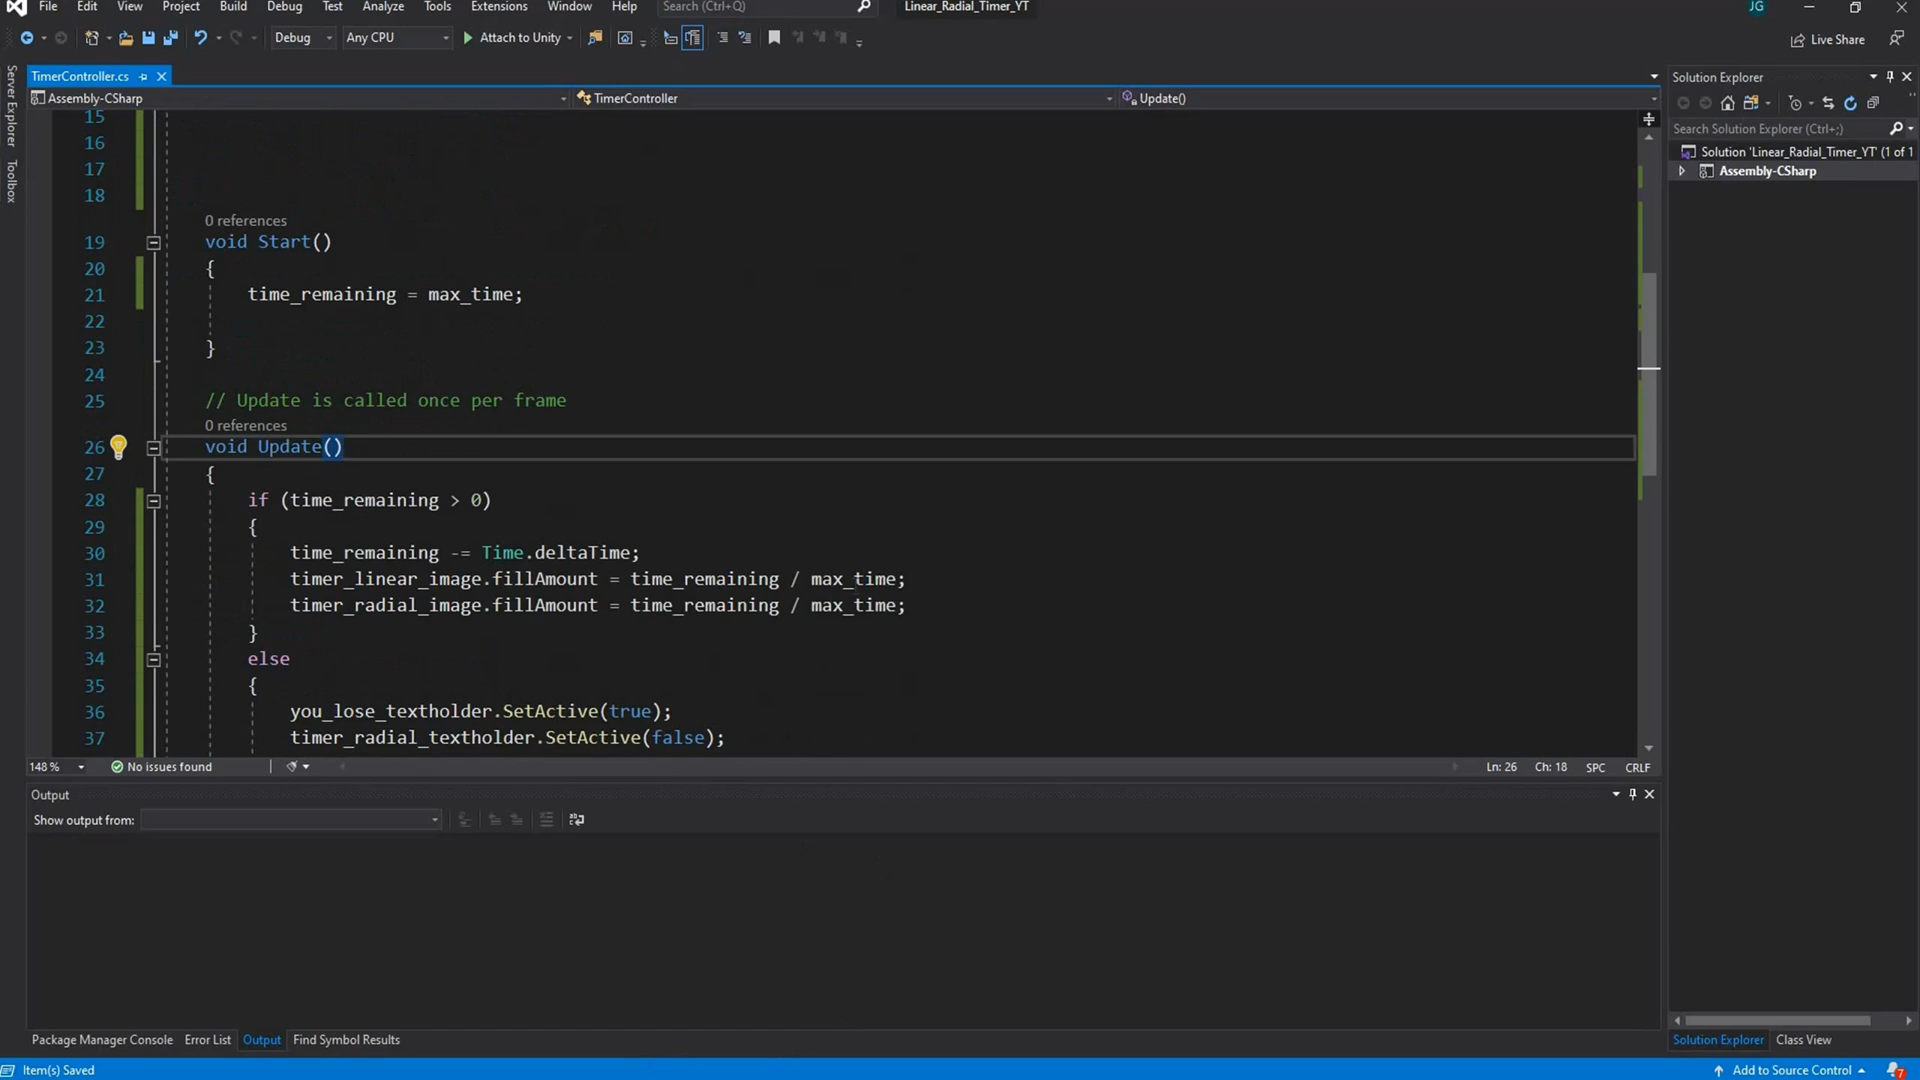 File Edit View Project Build Debug Test Analyze Tools Extensions Window Help Search (Ctrl+Q) Linear_Radial_Timer_YT JG
Debug Any CPU Attach to Unity Live Share
Server Explorer
Toolbox
TimerController.cs
Assembly-CSharp TimerController Update()
15
16
17
18
0 references
19 void Start()
20 {
21 time_remaining = max_time;
22
23 }
24
25 // Update is called once per frame
0 references
26 void Update()
27 {
28 if (time_remaining > 0)
29 {
30 time_remaining -= Time.deltaTime;
31 timer_linear_image.fillAmount = time_remaining / max_time;
32 timer_radial_image.fillAmount = time_remaining / max_time;
33 }
34 else
35 {
36 you_lose_textholder.SetActive(true);
37 timer_radial_textholder.SetActive(false);
148 % No issues found Ln: 26 Ch: 18 SPC CRLF
Output
Show output from:
Package Manager Console Error List Output Find Symbol Results
Solution Explorer
Search Solution Explorer (Ctrl+;)
Solution 'Linear_Radial_Timer_YT' (1 of 1
Assembly-CSharp
Solution Explorer Class View
Item(s) Saved Add to Source Control 7